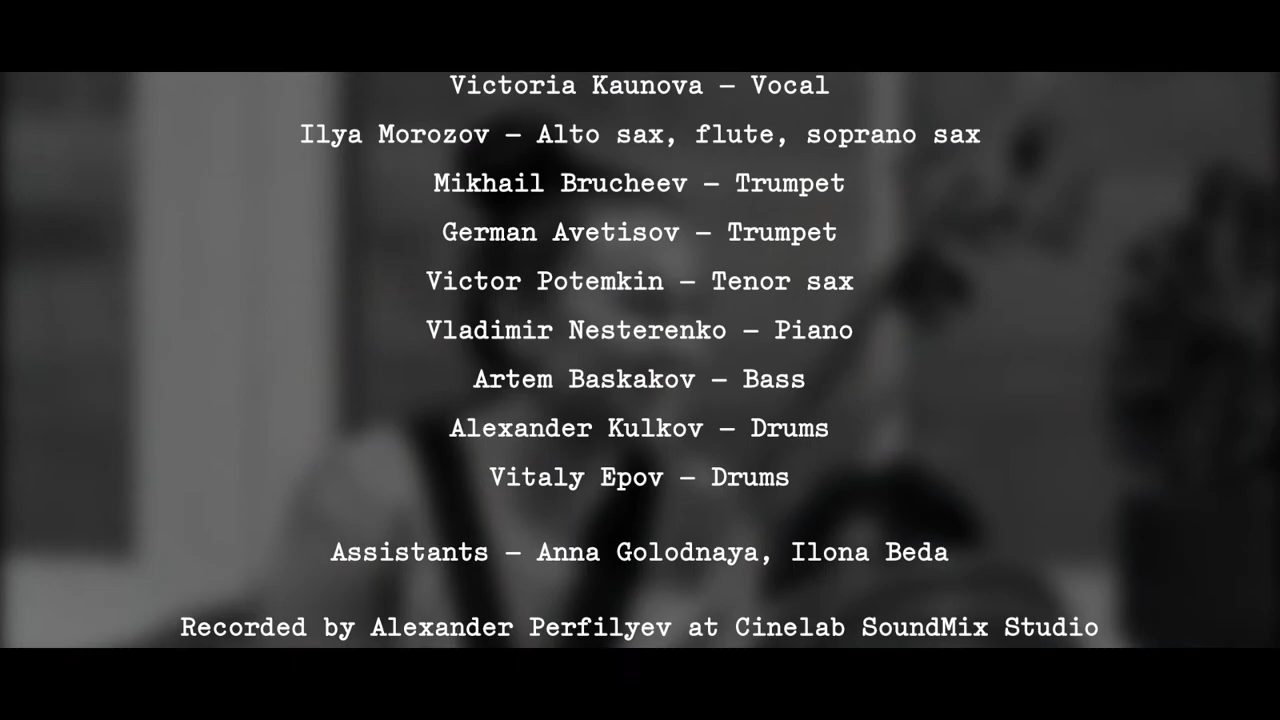 Victoria Kaunova – Vocal
Ilya Morozov – Alto sax, flute, soprano sax
Mikhail Brucheev – Trumpet
German Avetisov – Trumpet
Victor Potemkin – Tenor sax
Vladimir Nesterenko – Piano
Artem Baskakov – Bass
Alexander Kulkov – Drums
Vitaly Epov – Drums
Assistants – Anna Golodnaya, Ilona Beda
Recorded by Alexander Perfilyev at Cinelab SoundMix Studio